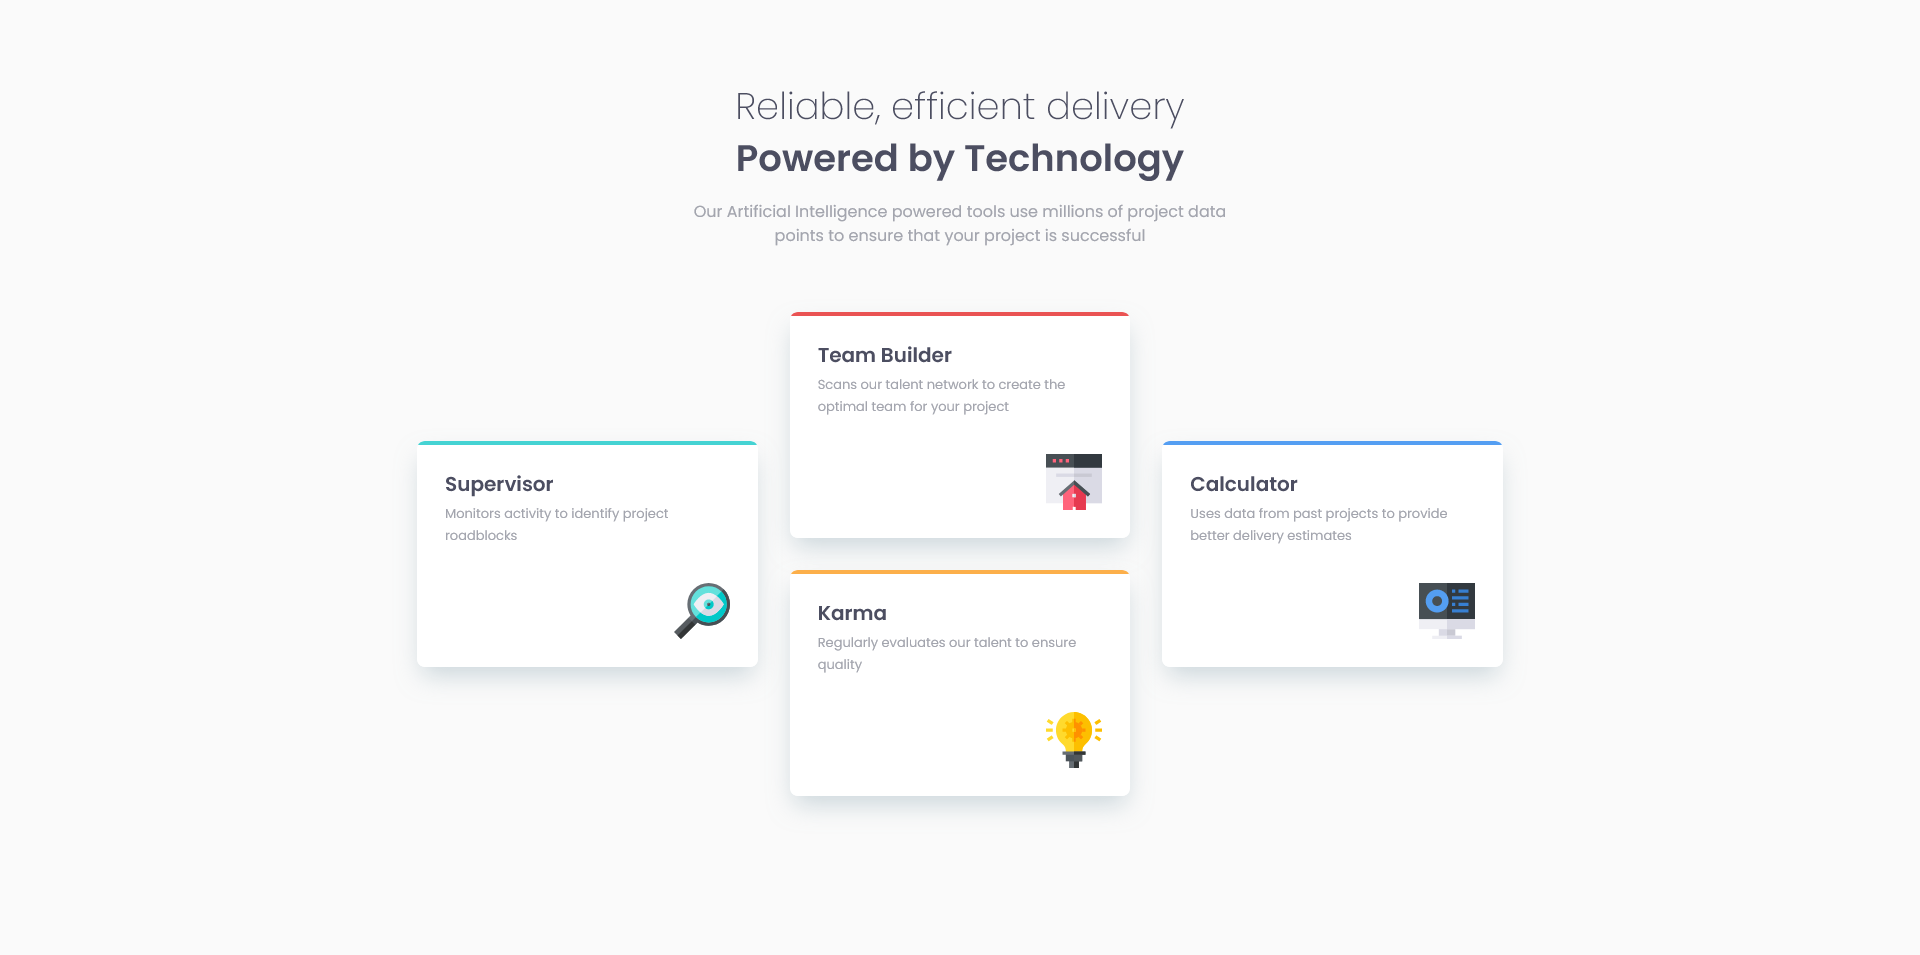 Reliable, efficient delivery
Powered by Technology
Our Artificial Intelligence powered tools use millions of project data
points to ensure that your project is successful
Supervisor
Monitors activity to identify project
roadblocks
Team Builder
Scans our talent network to create the
optimal team for your project
Karma
Regularly evaluates our talent to ensure
quality
Calculator
Uses data from past projects to provide
better delivery estimates